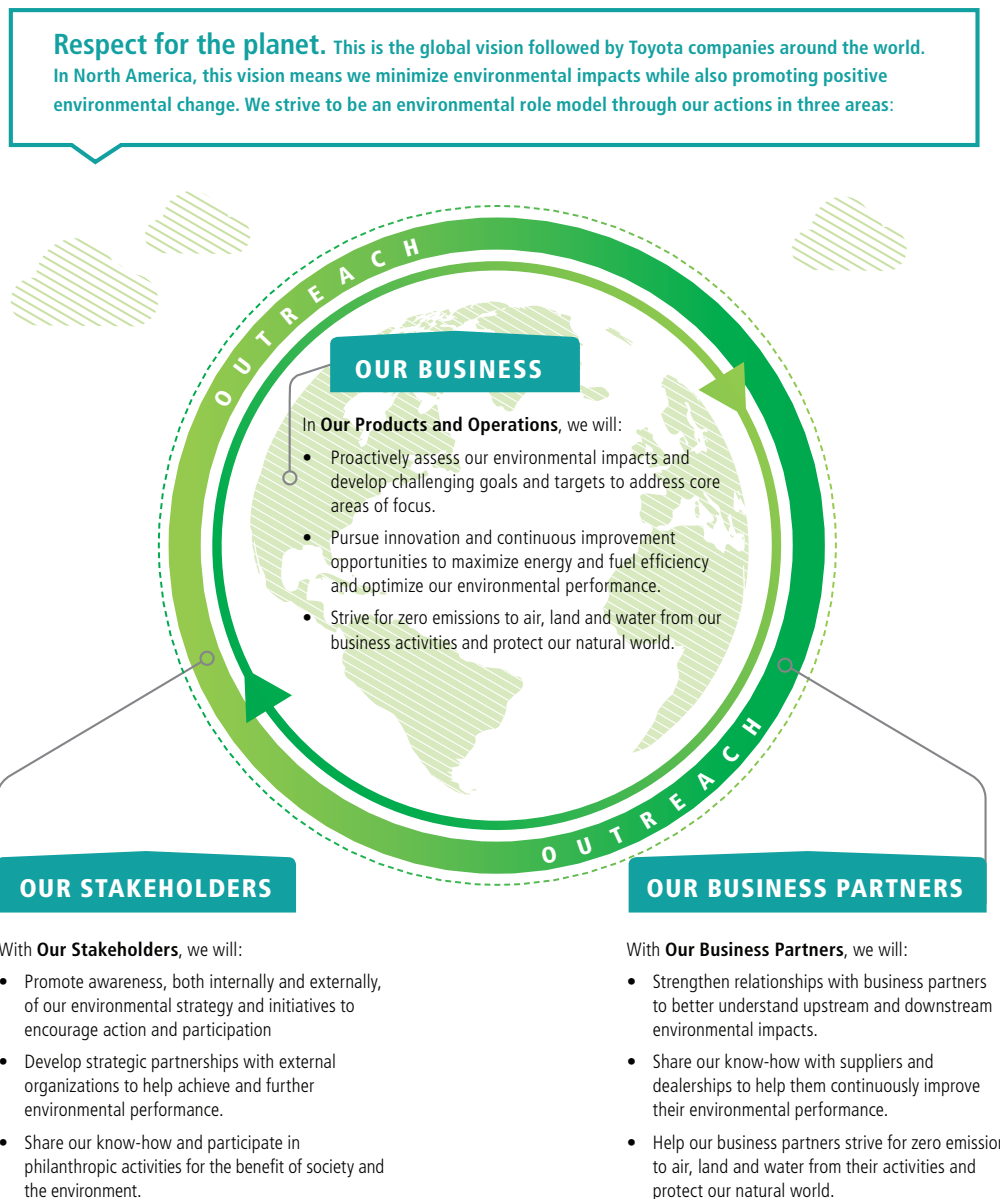 Respect for the planet. This is the global vision followed by Toyota companies around the world.
In North America, this vision means we minimize environmental impacts while also promoting positive
environmental change. We strive to be an environmental role model through our actions in three areas:
OUTREACH
OUR BUSINESS
In Our Products and Operations, we will:
• Proactively assess our environmental impacts and
develop challenging goals and targets to address core
areas of focus.
• Pursue innovation and continuous improvement
opportunities to maximize energy and fuel efficiency
and optimize our environmental performance.
• Strive for zero emissions to air, land and water from our
business activities and protect our natural world.
OUTREACH
OUR STAKEHOLDERS
With Our Stakeholders, we will:
• Promote awareness, both internally and externally,
of our environmental strategy and initiatives to
encourage action and participation
• Develop strategic partnerships with external
organizations to help achieve and further
environmental performance.
• Share our know-how and participate in
philanthropic activities for the benefit of society and
the environment.
OUR BUSINESS PARTNERS
With Our Business Partners, we will:
• Strengthen relationships with business partners
to better understand upstream and downstream
environmental impacts.
• Share our know-how with suppliers and
dealerships to help them continuously improve
their environmental performance.
• Help our business partners strive for zero emission
to air, land and water from their activities and
protect our natural world.